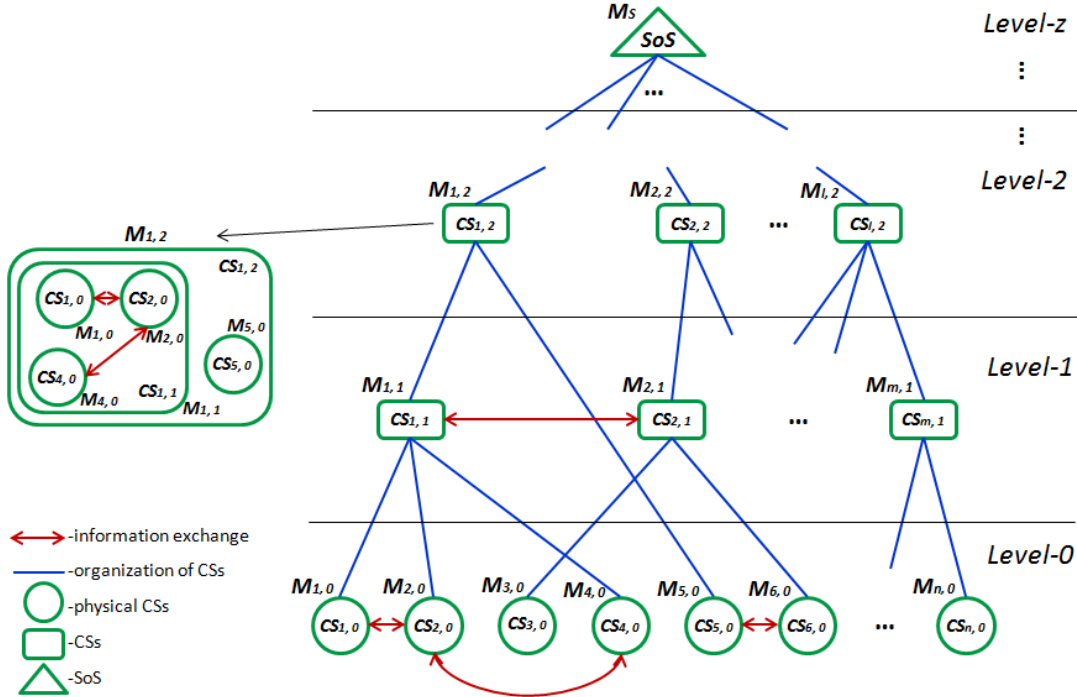 Mₛ
SoS
Level-z
⋮
...
⋮
Level-2
M₁, ₂
M₂, ₂
Mₗ, ₂
CS₁, ₂
CS₂, ₂
...
CSₗ, ₂
M₁, ₂
CS₁, ₂
CS₁, ₀
CS₂, ₀
M₁, ₀
M₂, ₀
M₅, ₀
CS₅, ₀
CS₄, ₀
M₄, ₀
CS₁, ₁
M₁, ₁
Level-1
M₁, ₁
M₂, ₁
Mₘ, ₁
CS₁, ₁
CS₂, ₁
...
CSₘ, ₁
Level-0
M₁, ₀
M₂, ₀
M₃, ₀
M₄, ₀
M₅, ₀
M₆, ₀
Mₙ, ₀
CS₁, ₀
CS₂, ₀
CS₃, ₀
CS₄, ₀
CS₅, ₀
CS₆, ₀
...
CSₙ, ₀
-information exchange
-organization of CSs
-physical CSs
-CSs
-SoS